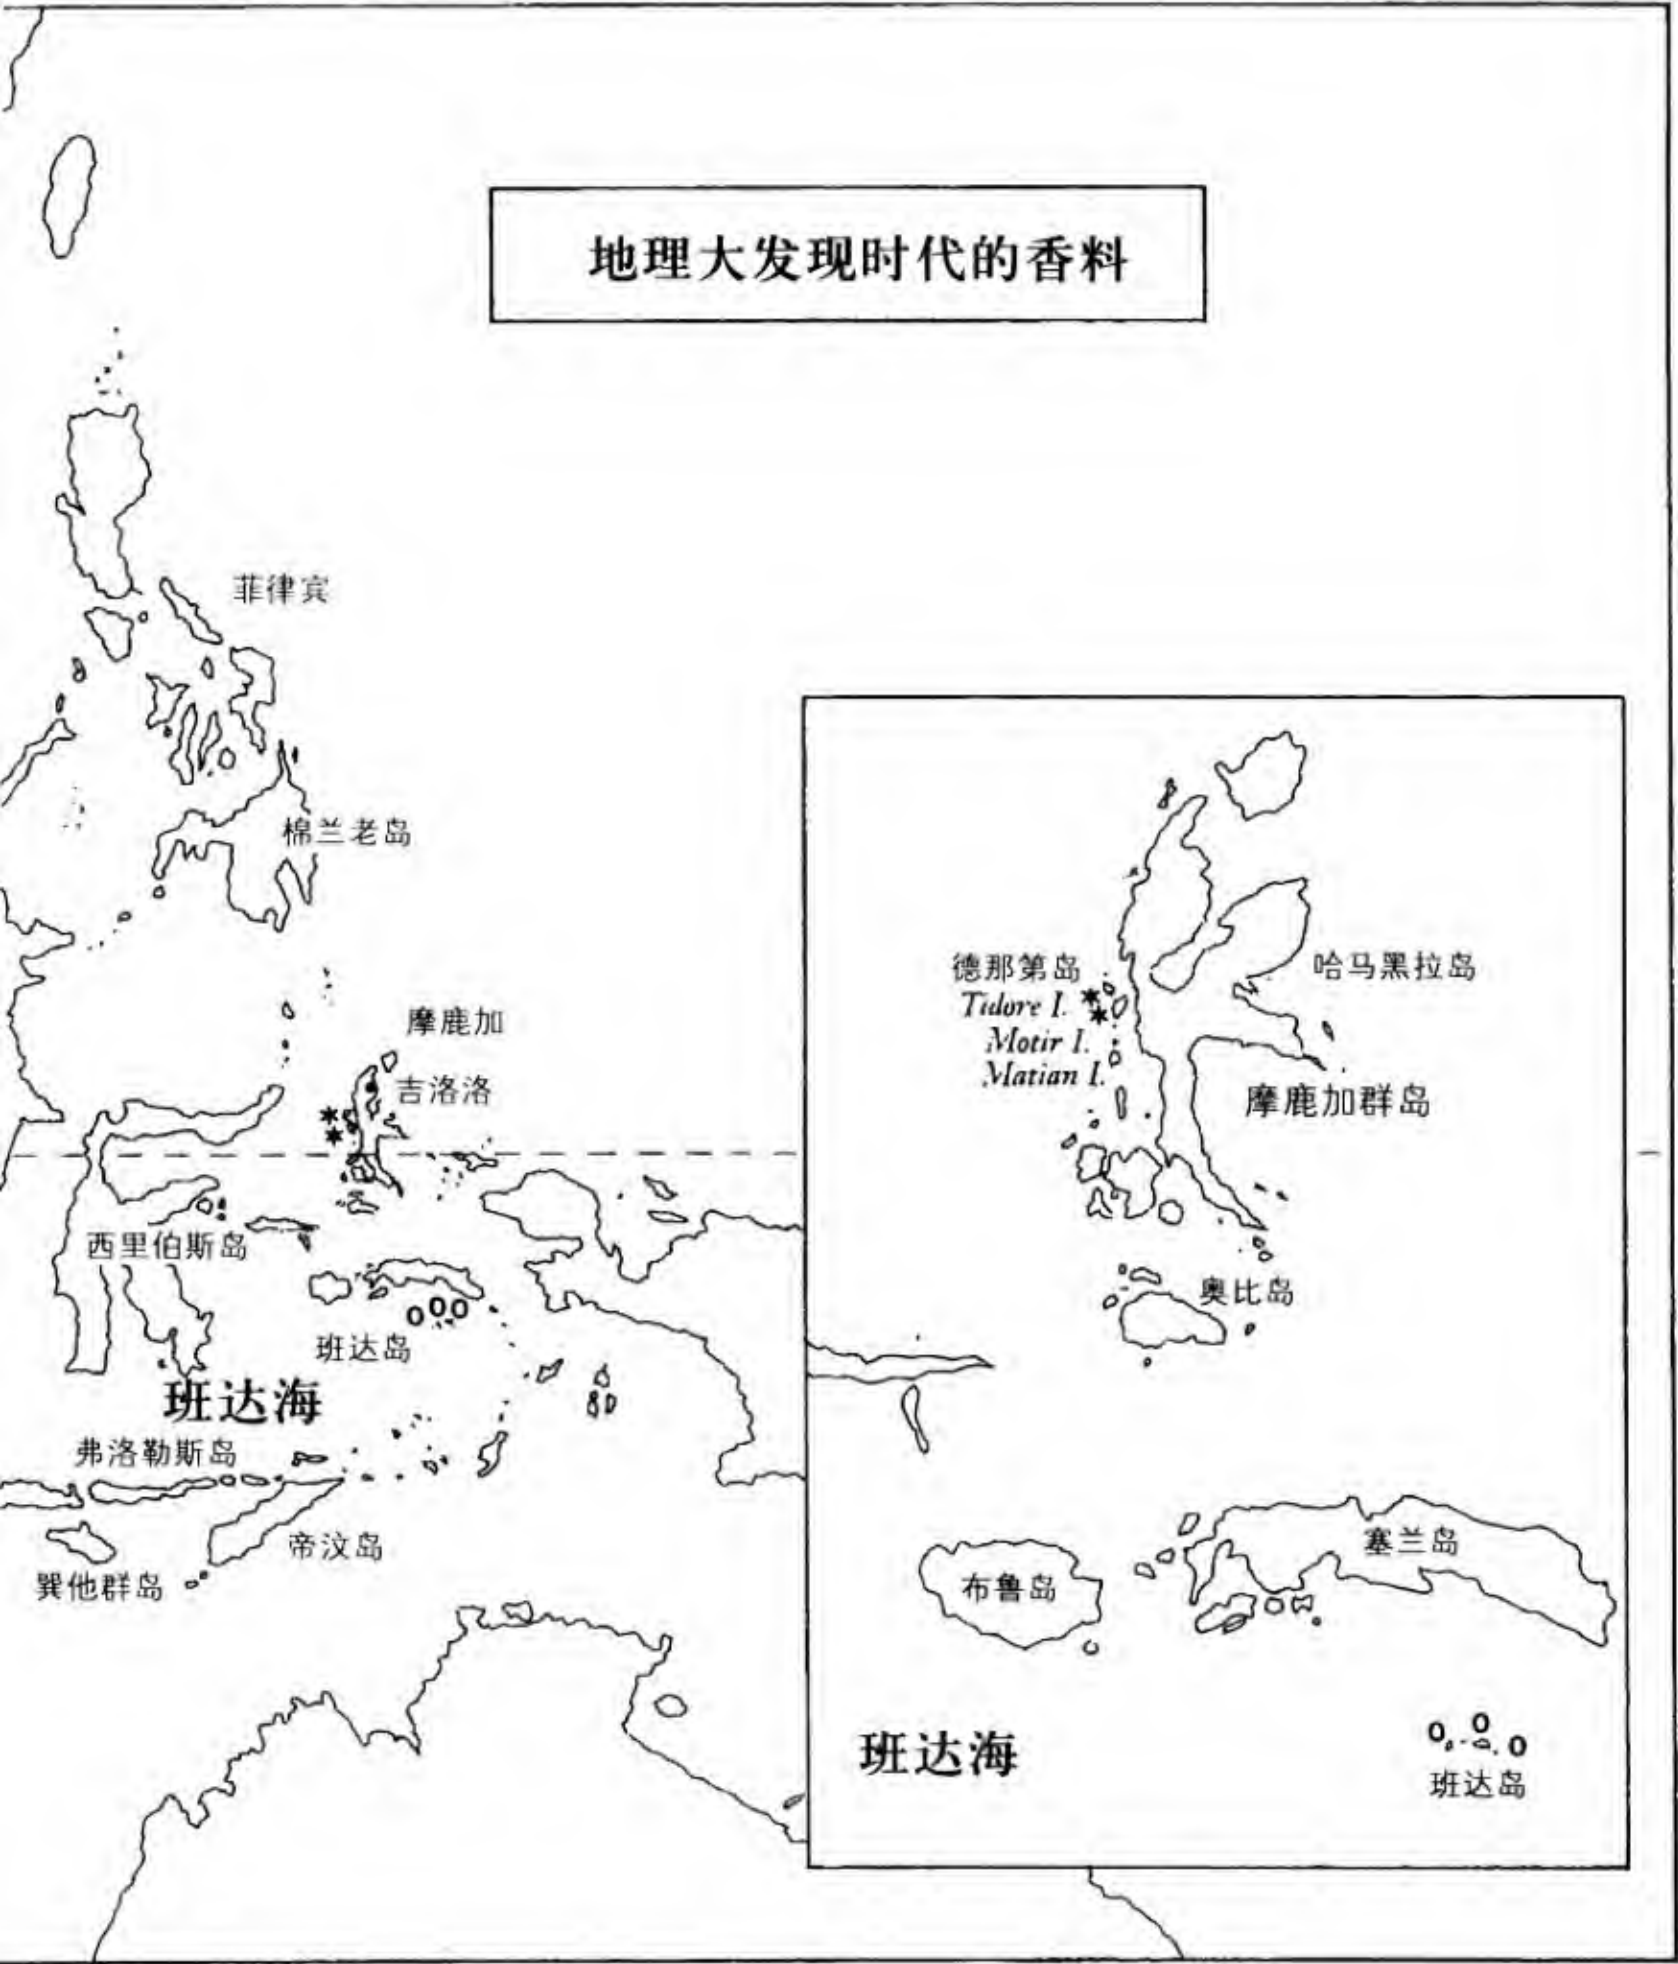 地理大发现时代的香料
菲律宾
棉兰老岛
摩鹿加
吉洛洛
西里伯斯岛
班达岛
班达海
弗洛勒斯岛
帝汶岛
巽他群岛
德那第岛
Tidore I.
Motir I.
Matian I.
哈马黑拉岛
摩鹿加群岛
奥比岛
塞兰岛
布鲁岛
班达海
班达岛